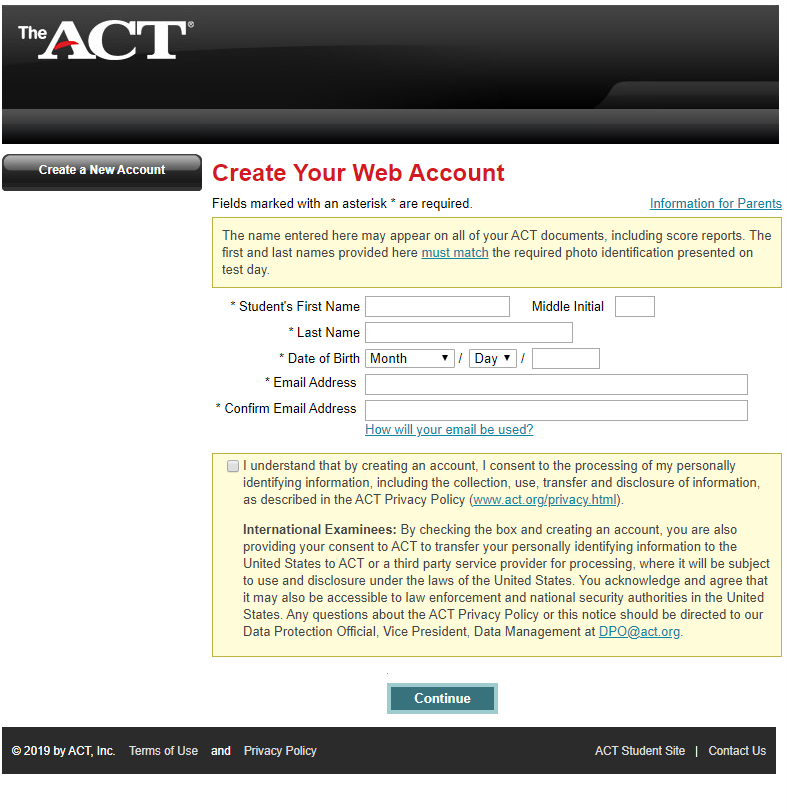 The ACT®
Create a New Account
Create Your Web Account
Fields marked with an asterisk * are required.
Information for Parents
The name entered here may appear on all of your ACT documents, including score reports. The
first and last names provided here must match the required photo identification presented on
test day.
* Student's First Name
Middle Initial
* Last Name
* Date of Birth Month / Day /
* Email Address
* Confirm Email Address
How will your email be used?
I understand that by creating an account, I consent to the processing of my personally
identifying information, including the collection, use, transfer and disclosure of information,
as described in the ACT Privacy Policy (www.act.org/privacy.html).
International Examinees: By checking the box and creating an account, you are also
providing your consent to ACT to transfer your personally identifying information to the
United States to ACT or a third party service provider for processing, where it will be subject
to use and disclosure under the laws of the United States. You acknowledge and agree that
it may also be accessible to law enforcement and national security authorities in the United
States. Any questions about the ACT Privacy Policy or this notice should be directed to our
Data Protection Official, Vice President, Data Management at DPO@act.org.
Continue
© 2019 by ACT, Inc. Terms of Use and Privacy Policy
ACT Student Site | Contact Us